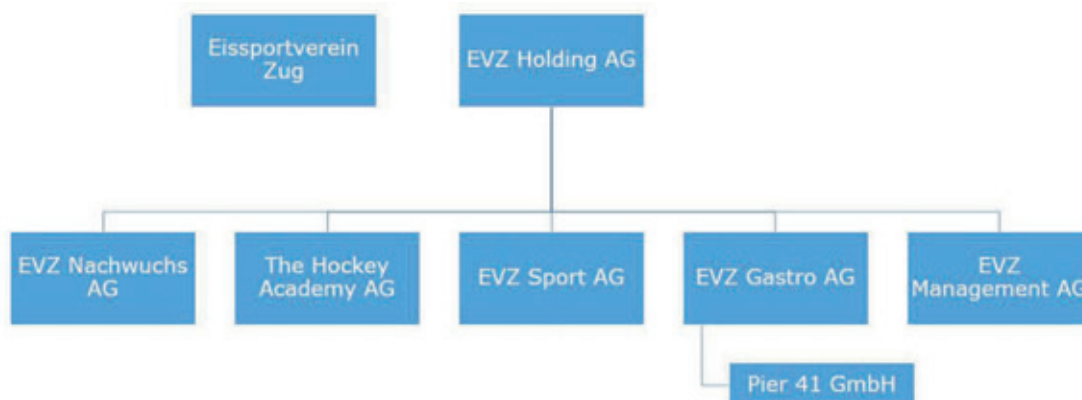 Eissportverein
Zug
EVZ Holding AG
EVZ Nachwuchs
AG
The Hockey
Academy AG
EVZ Sport AG
EVZ Gastro AG
EVZ
Management AG
Pier 41 GmbH